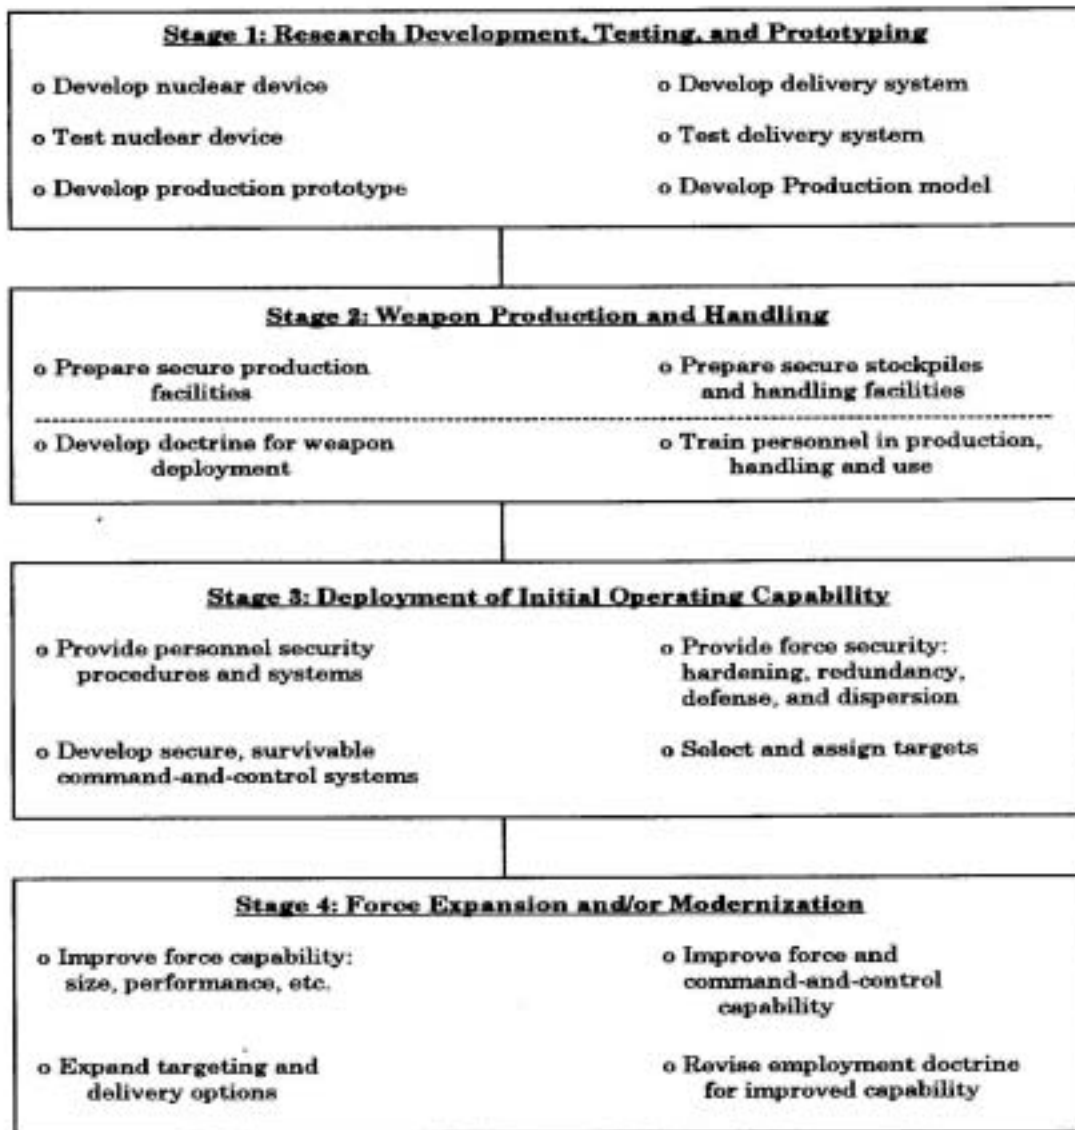 Stage 1: Research Development, Testing, and Prototyping
o Develop nuclear device
o Develop delivery system
o Test nuclear device
o Test delivery system
o Develop production prototype
o Develop Production model
Stage 2: Weapon Production and Handling
o Prepare secure production
facilities
o Prepare secure stockpiles
and handling facilities
o Develop doctrine for weapon
deployment
o Train personnel in production,
handling and use
Stage 3: Deployment of Initial Operating Capability
o Provide personnel security
procedures and systems
o Provide force security:
hardening, redundancy,
defense, and dispersion
o Develop secure, survivable
command-and-control systems
o Select and assign targets
Stage 4: Force Expansion and/or Modernization
o Improve force capability:
size, performance, etc.
o Improve force and
command-and-control
capability
o Expand targeting and
delivery options
o Revise employment doctrine
for improved capability